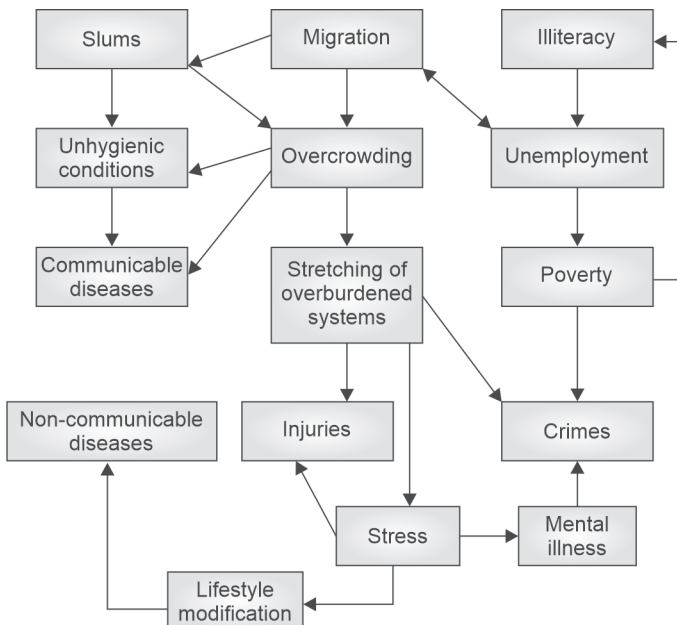 Slums
Migration
Illiteracy
Unhygienic
conditions
Overcrowding
Unemployment
Communicable
diseases
Stretching of
overburdened
systems
Poverty
Non-communicable
diseases
Injuries
Crimes
Stress
Mental
illness
Lifestyle
modification